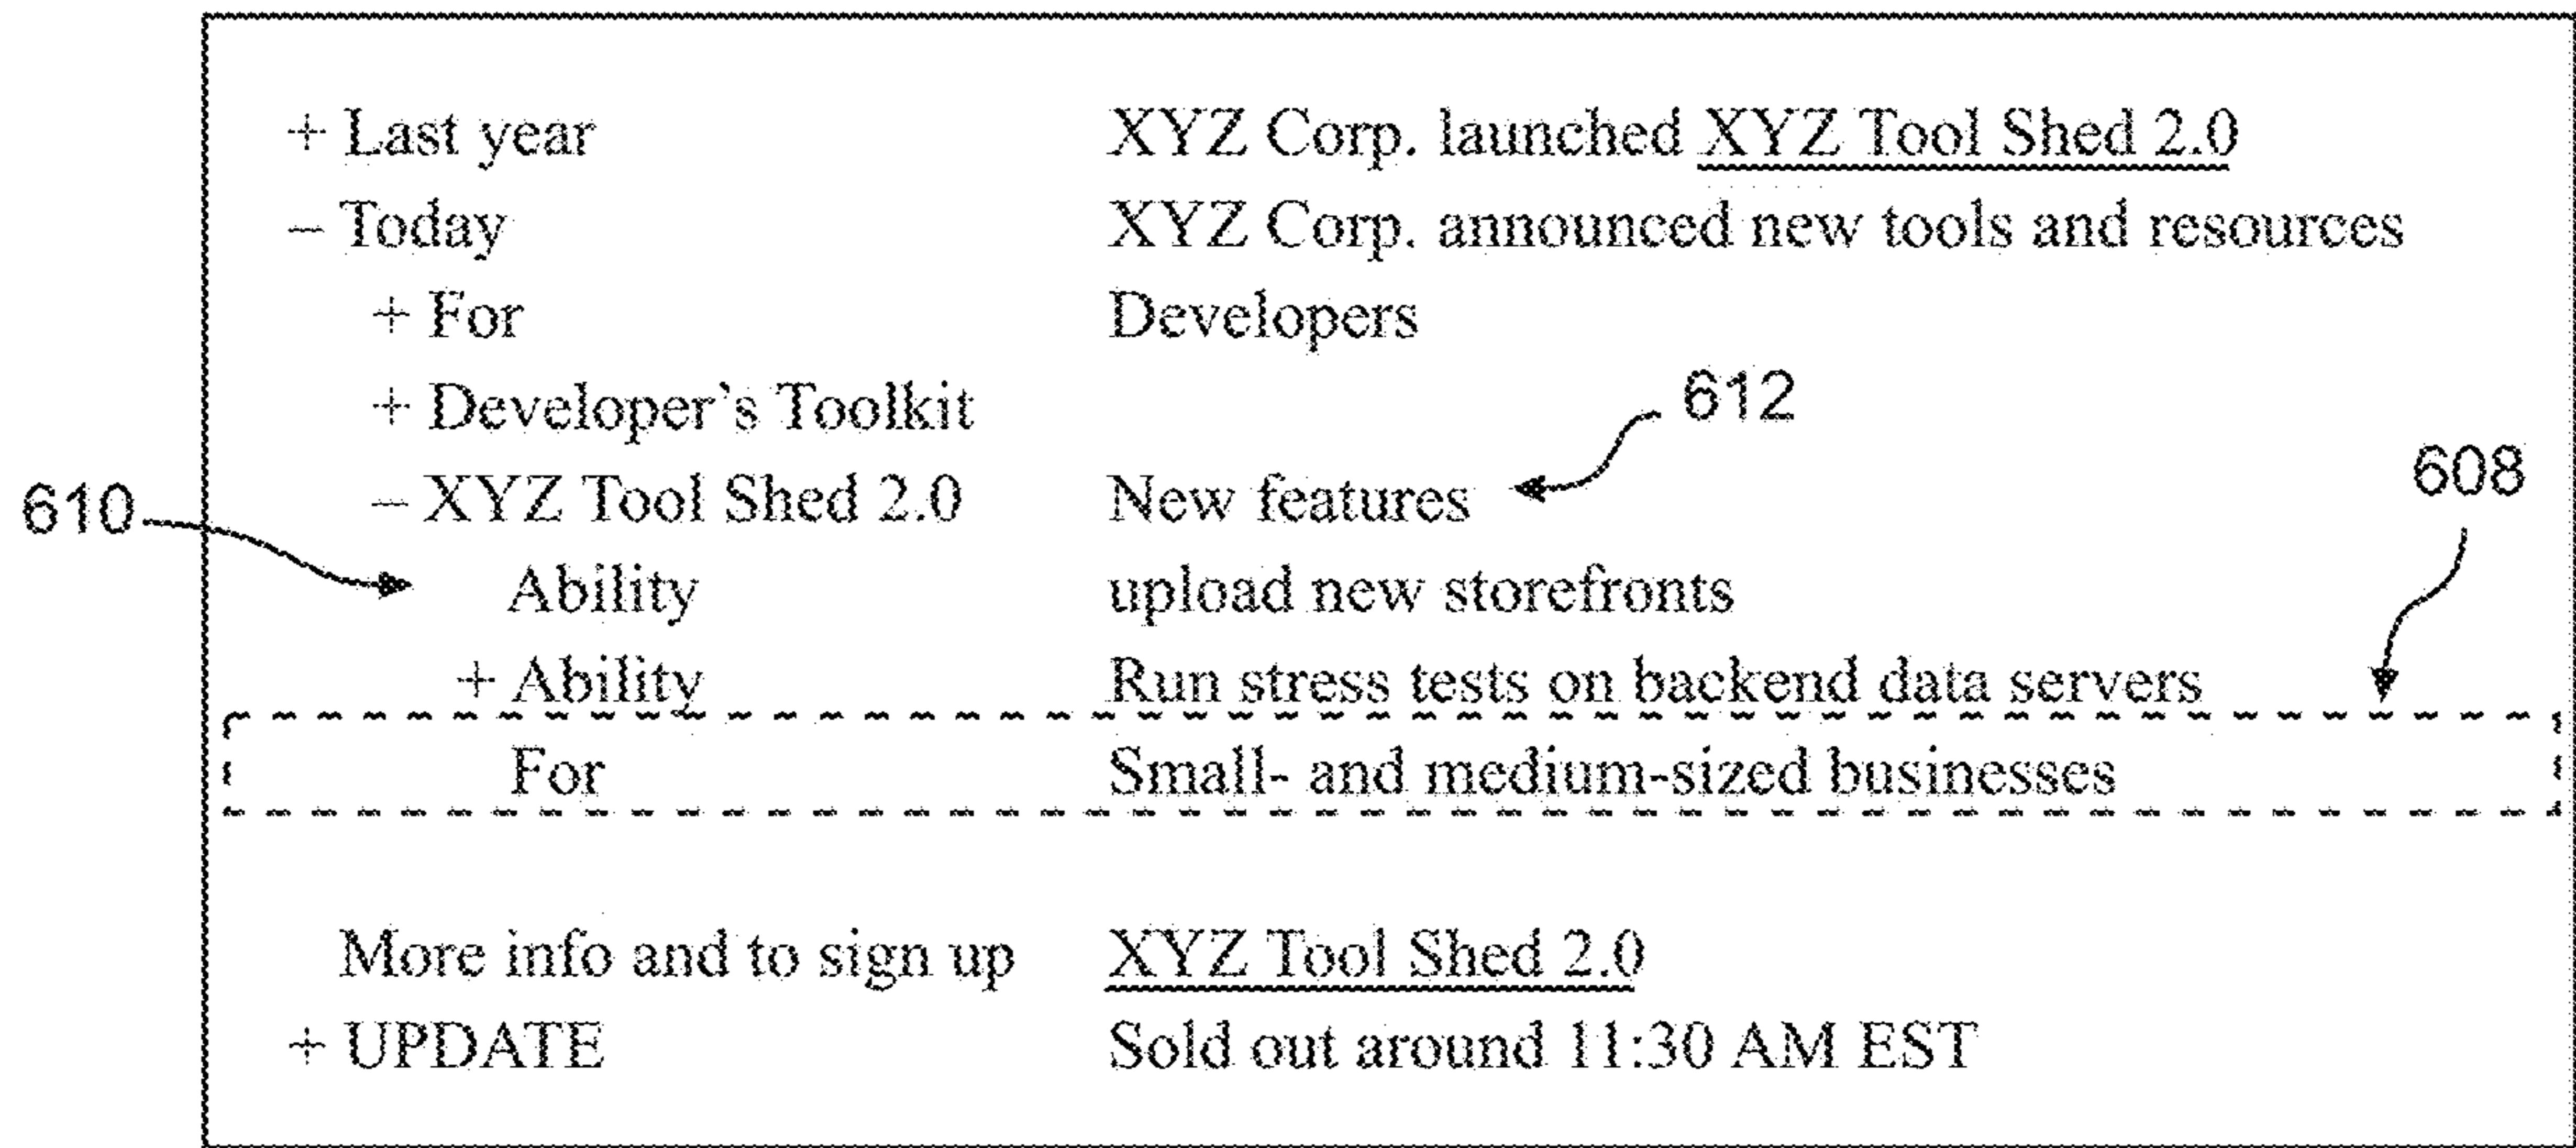 + Last year XYZ Corp. launched XYZ Tool Shed 2.0
– Today XYZ Corp. announced new tools and resources
+ For Developers
+ Developer's Toolkit
612
– XYZ Tool Shed 2.0 New features
608
610
Ability upload new storefronts
+ Ability Run stress tests on backend data servers
For Small- and medium-sized businesses
More info and to sign up XYZ Tool Shed 2.0
+ UPDATE Sold out around 11:30 AM EST